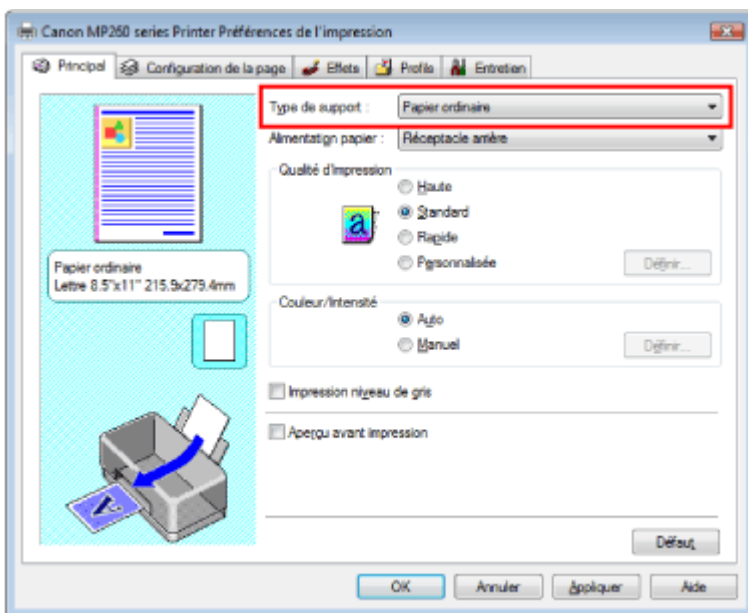 Canon MP260 series Printer Préférences de l'impression
Principal Configuration de la page Effets Profils Entretien
Type de support : Papier ordinaire
Alimentation papier : Réceptacle arrière
Qualité d'impression
Haute
Standard
Rapide
Personnalisée Définir...
Papier ordinaire
Lettre 8.5"x11" 215.9x279.4mm
Couleur/Intensité
Auto
Manuel Définir...
Impression niveau de gris
Aperçu avant impression
Défaut
OK Annuler Appliquer Aide